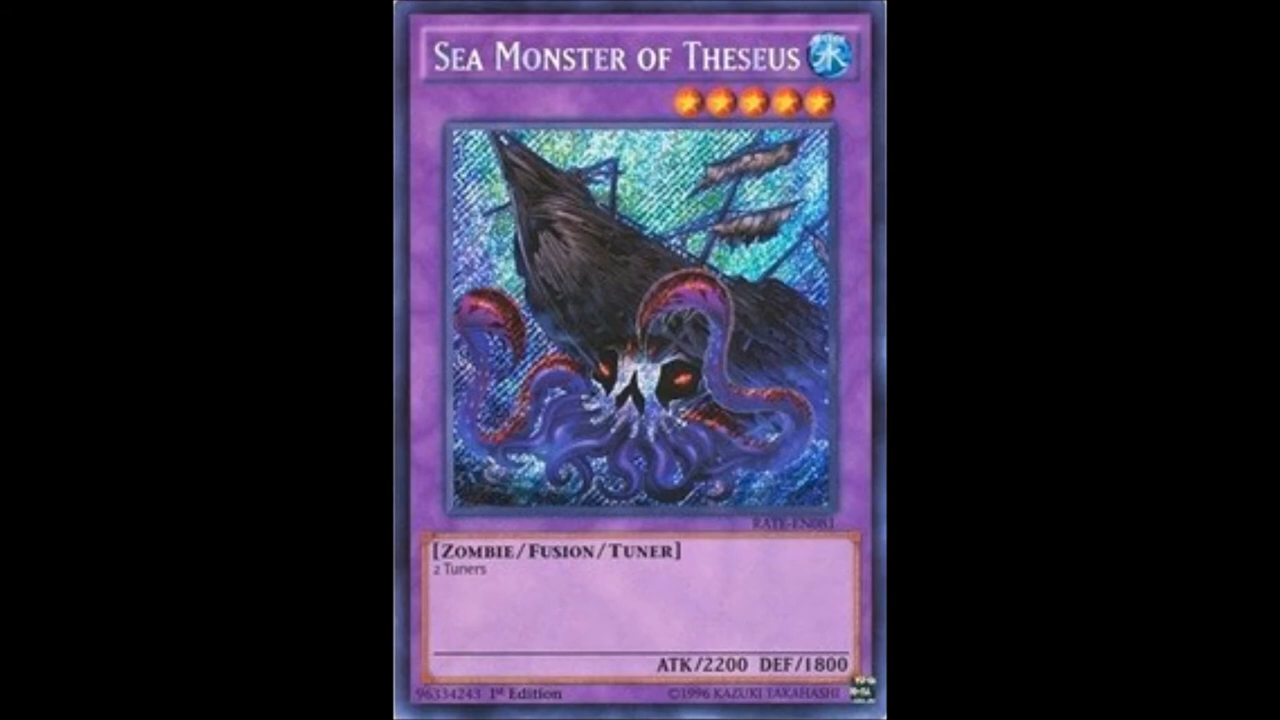 SEA MONSTER OF THESEUS
水
RATE-EN081
[ZOMBIE/FUSION/TUNER]
2 Tuners
ATK/2200 DEF/1800
96334243 1st Edition
©1996 KAZUKI TAKAHASHI